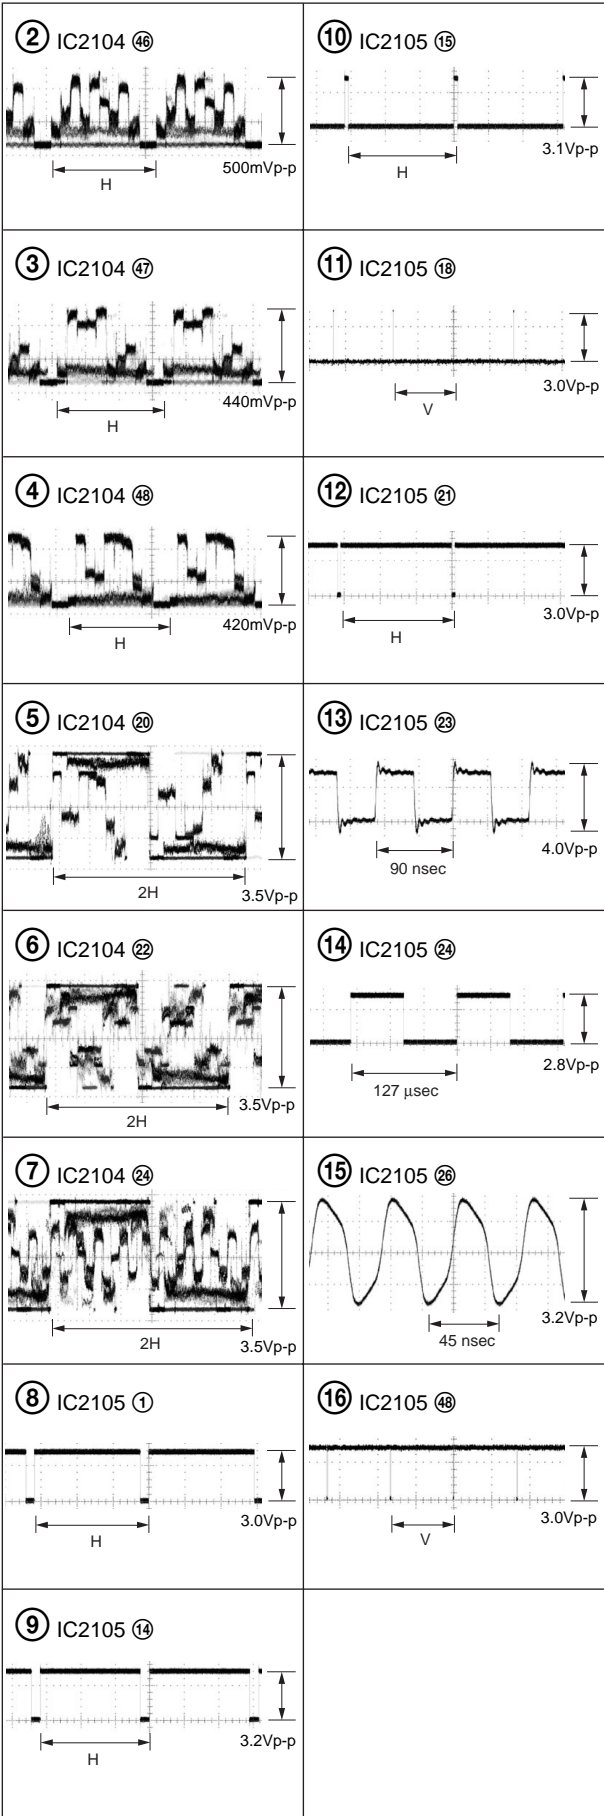 ② IC2104 ㊻
500mVp-p
H
③ IC2104 ㊼
440mVp-p
H
④ IC2104 ㊽
420mVp-p
H
⑤ IC2104 ⑳
2H
3.5Vp-p
⑥ IC2104 ㉒
3.5Vp-p
2H
⑦ IC2104 ㉔
2H
3.5Vp-p
⑧ IC2105 ①
3.0Vp-p
H
⑨ IC2105 ⑭
3.2Vp-p
H
⑩ IC2105 ⑮
3.1Vp-p
H
⑪ IC2105 ⑱
3.0Vp-p
V
⑫ IC2105 ㉑
3.0Vp-p
H
⑬ IC2105 ㉓
4.0Vp-p
90 nsec
⑭ IC2105 ㉔
2.8Vp-p
127 μsec
⑮ IC2105 ㉖
3.2Vp-p
45 nsec
⑯ IC2105 ㊽
3.0Vp-p
V